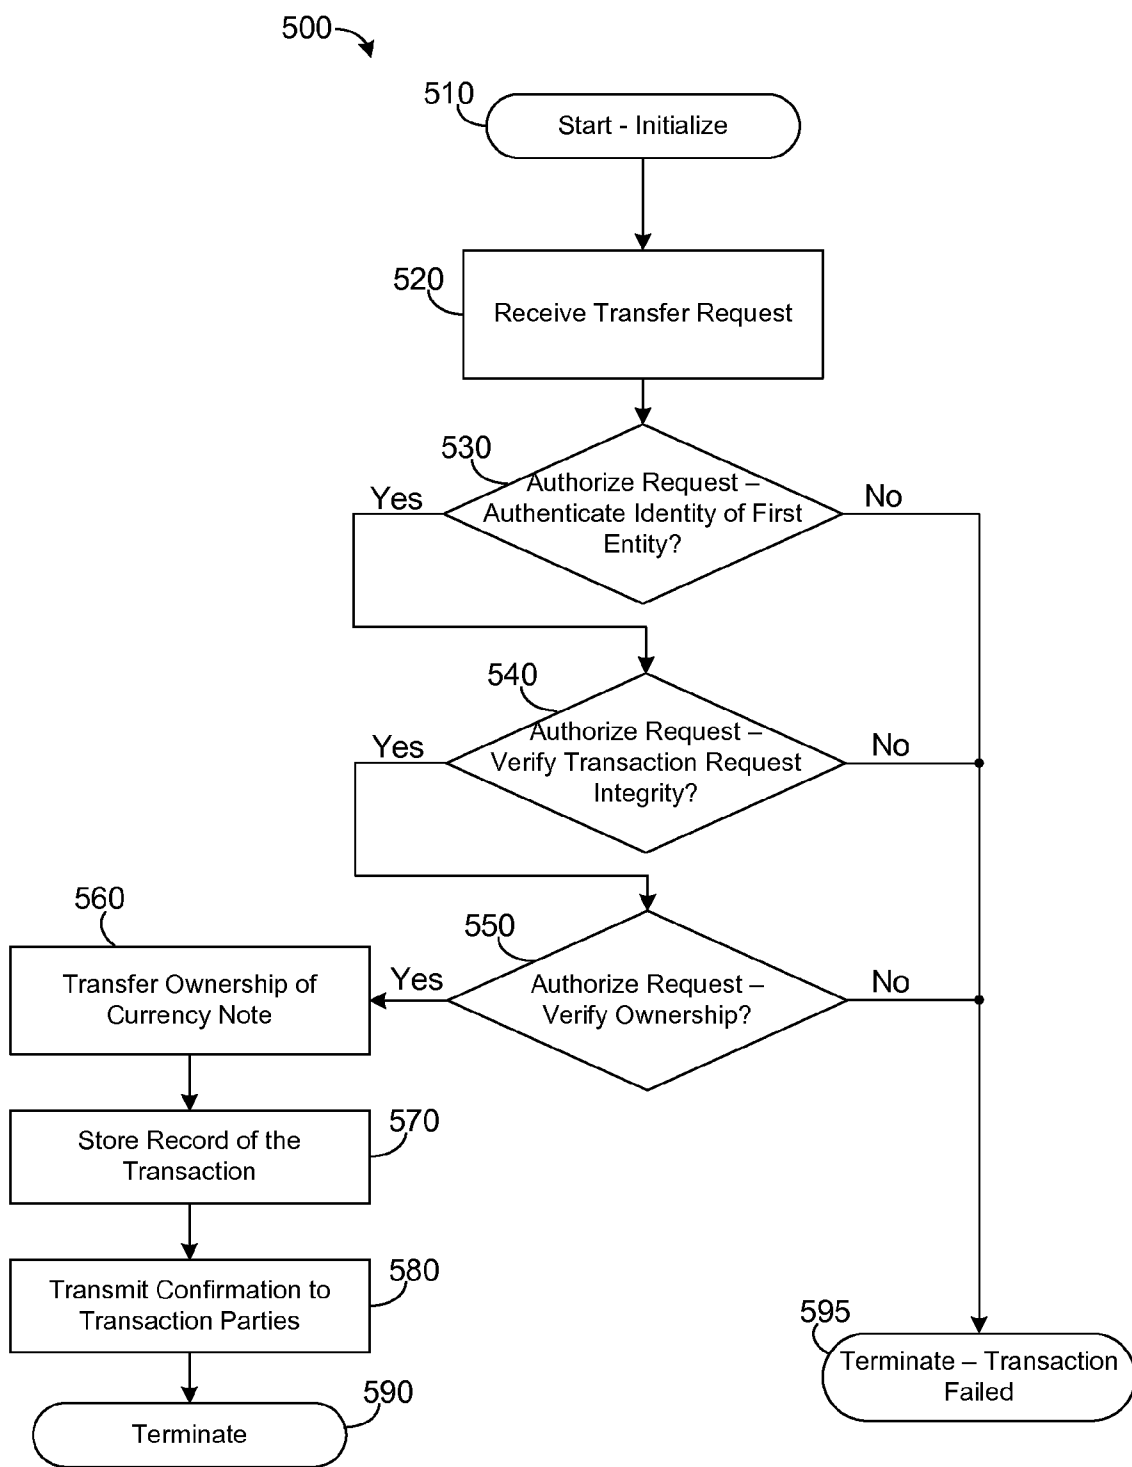 500
510
Start - Initialize
520
Receive Transfer Request
530
Authorize Request –
Authenticate Identity of First
Entity?
Yes
No
540
Authorize Request –
Verify Transaction Request
Integrity?
Yes
No
550
Authorize Request –
Verify Ownership?
Yes
No
560
Transfer Ownership of
Currency Note
570
Store Record of the
Transaction
580
Transmit Confirmation to
Transaction Parties
590
Terminate
595
Terminate – Transaction
Failed